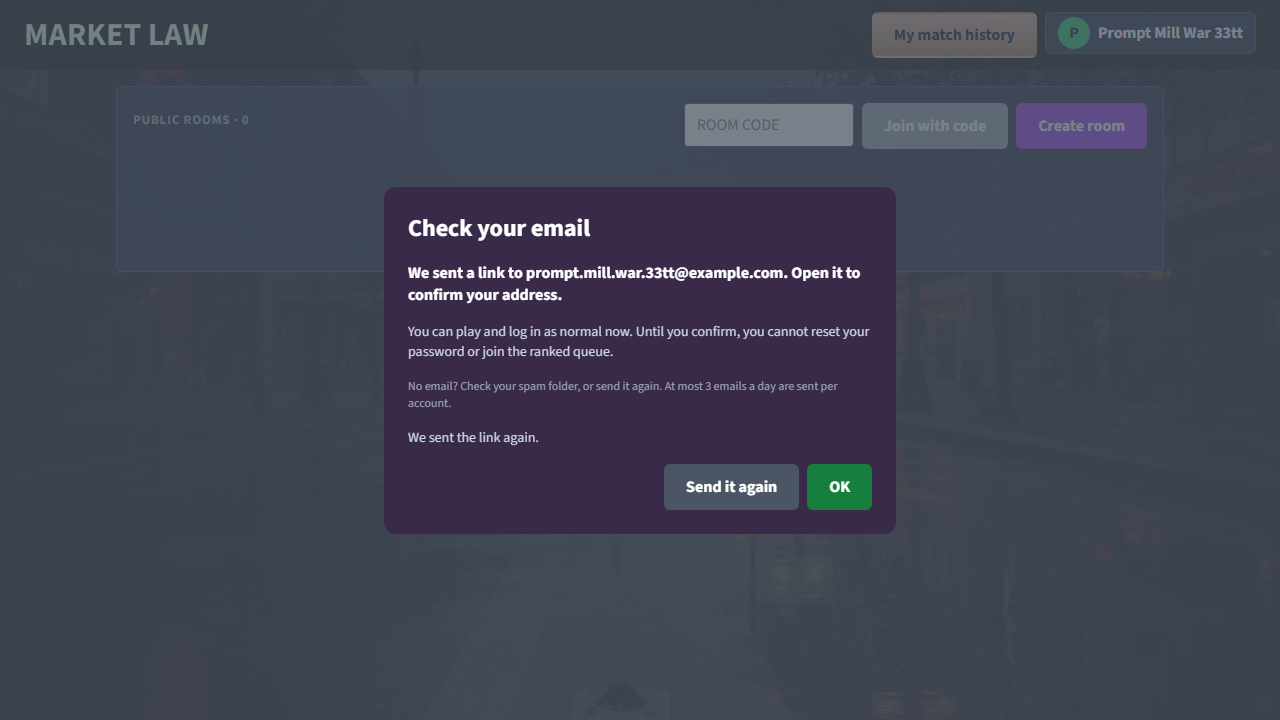 MARKET LAW
My match history
P
Prompt Mill War 33tt
PUBLIC ROOMS · 0
ROOM CODE
Join with code
Create room
Check your email
We sent a link to prompt.mill.war.33tt@example.com. Open it to
confirm your address.
You can play and log in as normal now. Until you confirm, you cannot reset your
password or join the ranked queue.
No email? Check your spam folder, or send it again. At most 3 emails a day are sent per
account.
We sent the link again.
Send it again
OK